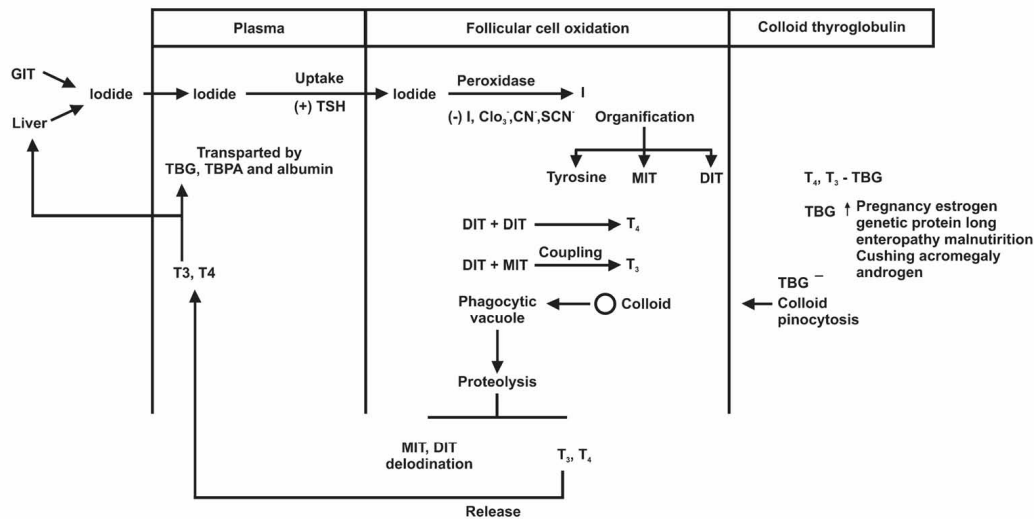 Plasma
Follicular cell oxidation
Colloid thyroglobulin
GIT
Iodide
Liver
Iodide
Uptake
(+) TSH
Iodide
Peroxidase
(-) I, Clo₃⁻,CN⁻,SCN⁻
I
Organification
Tyrosine
MIT
DIT
Transparted by
TBG, TBPA and albumin
T₄, T₃ - TBG
TBG ↑ Pregnancy estrogen
genetic protein long
enteropathy malnutirition
Cushing acromegaly
androgen
DIT + DIT
T₄
DIT + MIT
Coupling
T₃
T3, T4
TBG –
Colloid
pinocytosis
Phagocytic
vacuole
Colloid
Proteolysis
MIT, DIT
delodination
T₃, T₄
Release